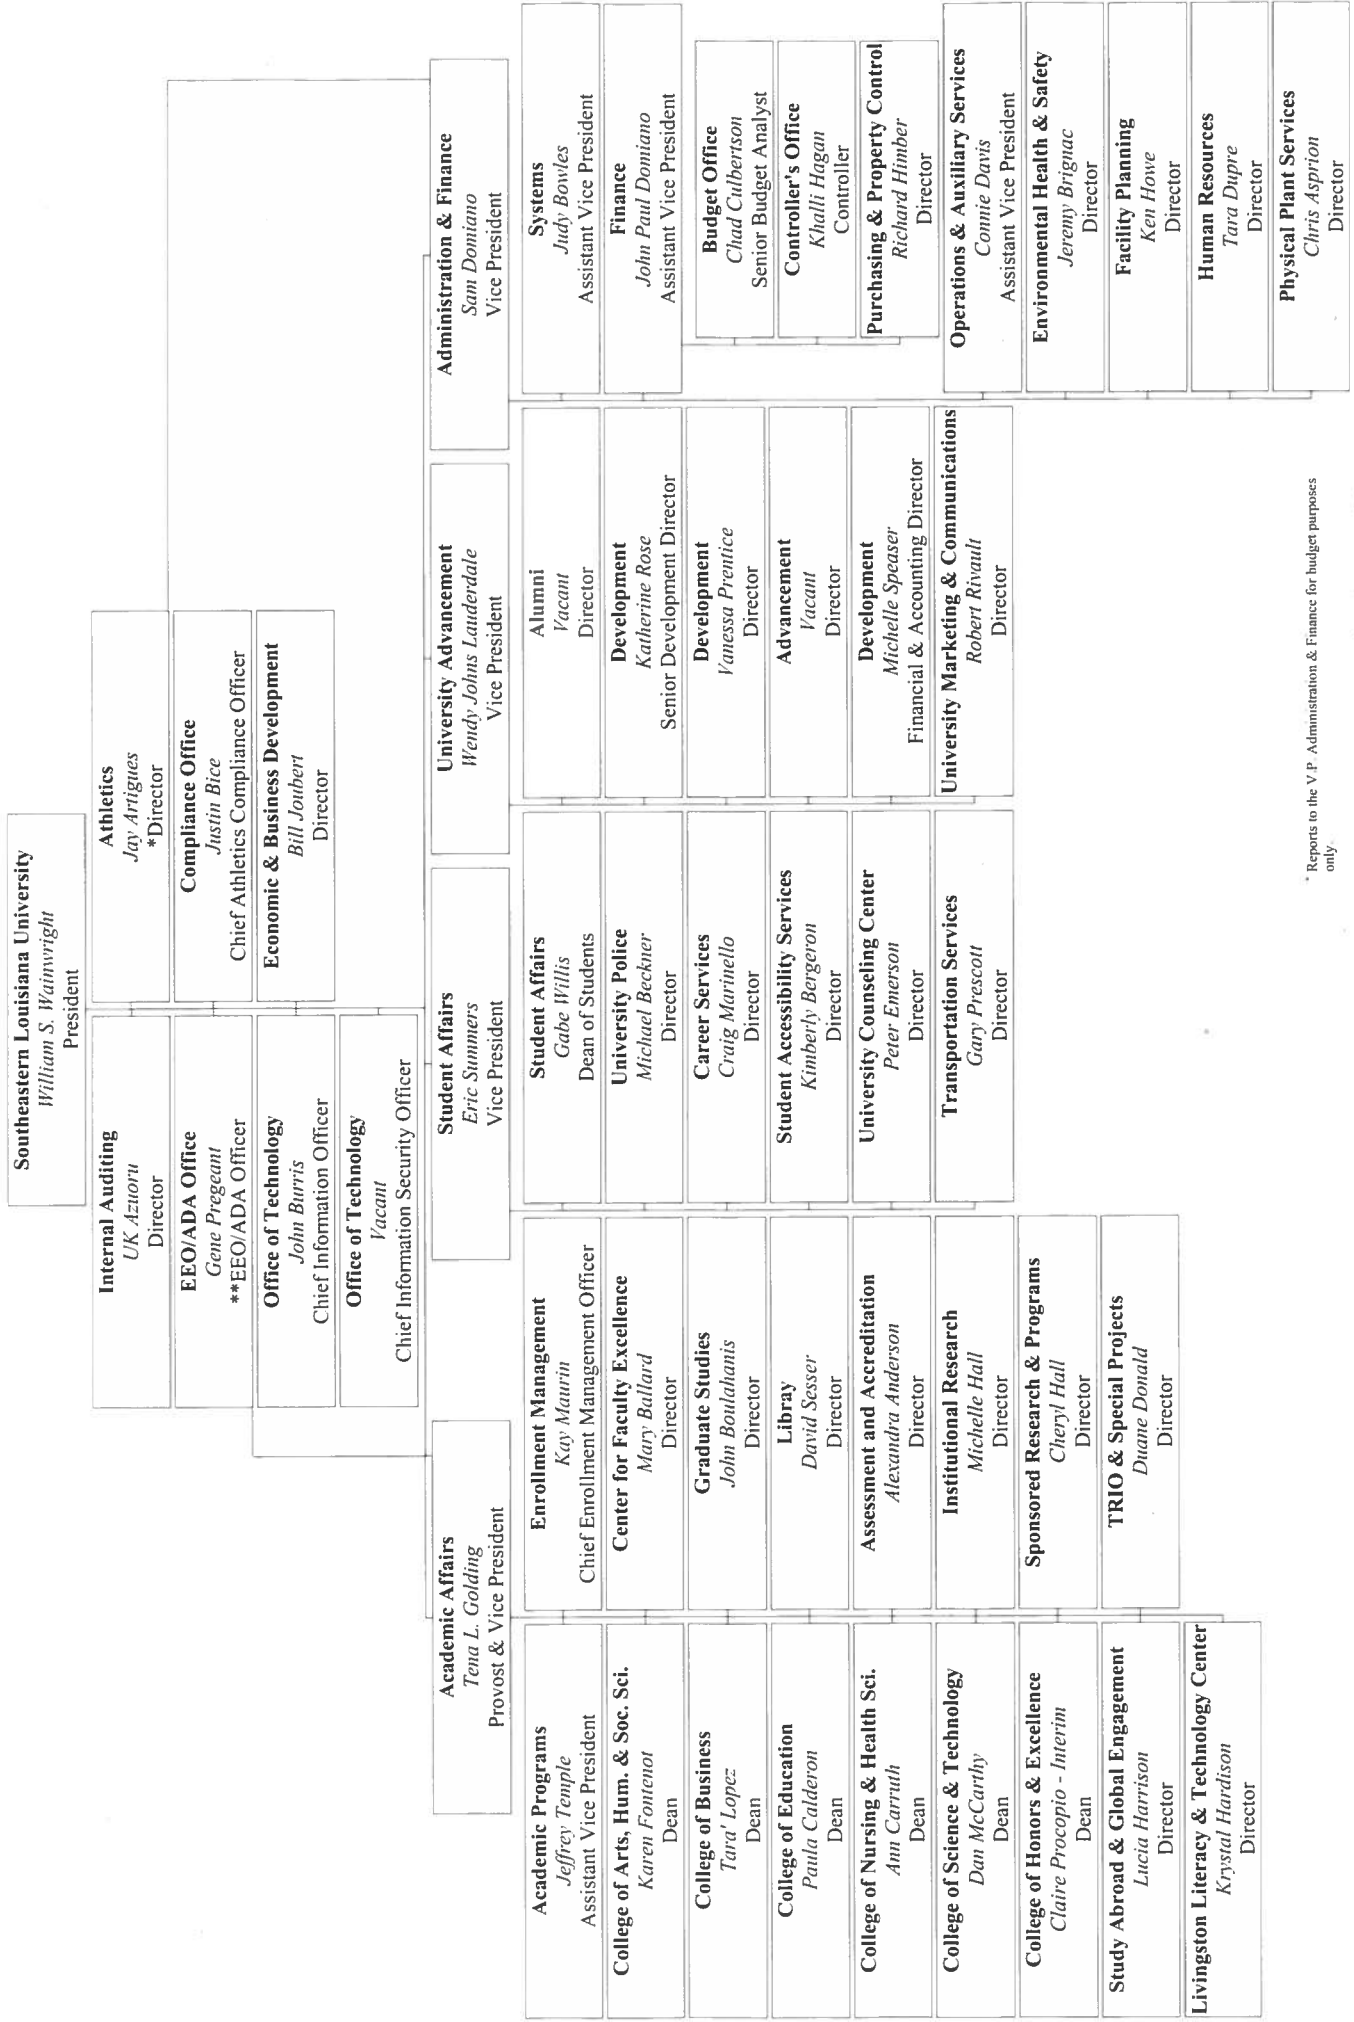 Southeastern Louisiana University
William S. Wainwright
President
Internal Auditing
UK Azuoru
Director
Athletics
Jay Artigues
*Director
EEO/ADA Office
Gene Pregeant
**EEO/ADA Officer
Compliance Office
Justin Bice
Chief Athletics Compliance Officer
Office of Technology
John Burris
Chief Information Officer
Economic & Business Development
Bill Joubert
Director
Office of Technology
Vacant
Chief Information Security Officer
Academic Affairs
Tena L. Golding
Provost & Vice President
Academic Programs
Jeffrey Temple
Assistant Vice President
College of Arts, Hum. & Soc. Sci.
Karen Fontenot
Dean
College of Business
Tara' Lopez
Dean
College of Education
Paula Calderon
Dean
College of Nursing & Health Sci.
Ann Carruth
Dean
College of Science & Technology
Dan McCarthy
Dean
College of Honors & Excellence
Claire Procopio - Interim
Dean
Study Abroad & Global Engagement
Lucia Harrison
Director
Livingston Literacy & Technology Center
Krystal Hardison
Director
Enrollment Management
Kay Maurin
Chief Enrollment Management Officer
Center for Faculty Excellence
Mary Ballard
Director
Graduate Studies
John Boulahanis
Director
Libray
David Sesser
Director
Assessment and Accreditation
Alexandra Anderson
Director
Institutional Research
Michelle Hall
Director
Sponsored Research & Programs
Cheryl Hall
Director
TRIO & Special Projects
Duane Donald
Director
Student Affairs
Eric Summers
Vice President
Student Affairs
Gabe Willis
Dean of Students
University Police
Michael Beckner
Director
Career Services
Craig Marinello
Director
Student Accessibility Services
Kimberly Bergeron
Director
University Counseling Center
Peter Emerson
Director
Transportation Services
Gary Prescott
Director
University Advancement
Wendy Johns Lauderdale
Vice President
Alumni
Vacant
Director
Development
Katherine Rose
Senior Development Director
Development
Vanessa Prentice
Director
Advancement
Vacant
Director
Development
Michelle Speaser
Financial & Accounting Director
University Marketing & Communications
Robert Rivault
Director
Administration & Finance
Sam Domiano
Vice President
Systems
Judy Bowles
Assistant Vice President
Finance
John Paul Domiano
Assistant Vice President
Budget Office
Chad Culbertson
Senior Budget Analyst
Controller's Office
Khalli Hagan
Controller
Purchasing & Property Control
Richard Himber
Director
Operations & Auxiliary Services
Connie Davis
Assistant Vice President
Environmental Health & Safety
Jeremy Brignac
Director
Facility Planning
Ken Howe
Director
Human Resources
Tara Dupre
Director
Physical Plant Services
Chris Asprion
Director
* Reports to the V.P. Administration & Finance for budget purposes
only.